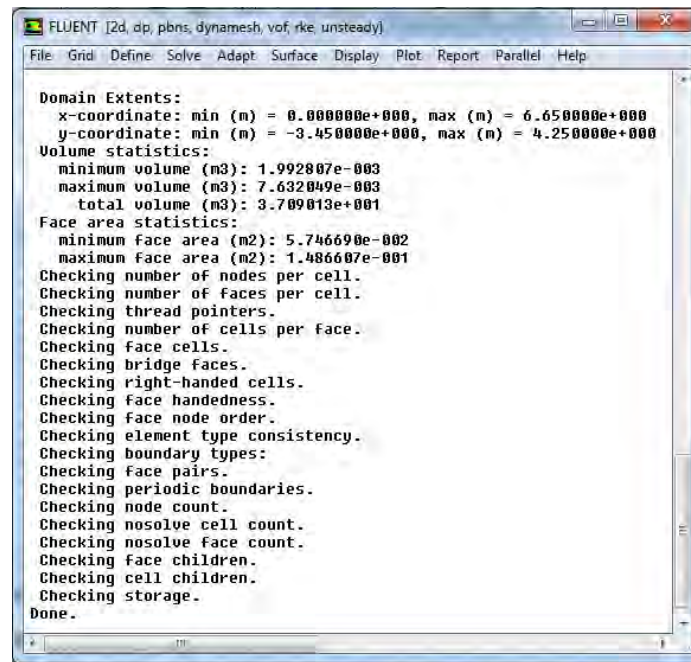 FLUENT [2d, dp, pbns, dynamesh, vof, rke, unsteady]
File Grid Define Solve Adapt Surface Display Plot Report Parallel Help
Domain Extents:
x-coordinate: min (m) = 0.000000e+000, max (m) = 6.650000e+000
y-coordinate: min (m) = -3.450000e+000, max (m) = 4.250000e+000
Volume statistics:
minimum volume (m3): 1.992807e-003
maximum volume (m3): 7.632049e-003
total volume (m3): 3.709013e+001
Face area statistics:
minimum face area (m2): 5.746690e-002
maximum face area (m2): 1.486607e-001
Checking number of nodes per cell.
Checking number of faces per cell.
Checking thread pointers.
Checking number of cells per face.
Checking face cells.
Checking bridge faces.
Checking right-handed cells.
Checking face handedness.
Checking face node order.
Checking element type consistency.
Checking boundary types:
Checking face pairs.
Checking periodic boundaries.
Checking node count.
Checking nosolve cell count.
Checking nosolve face count.
Checking face children.
Checking cell children.
Checking storage.
Done.